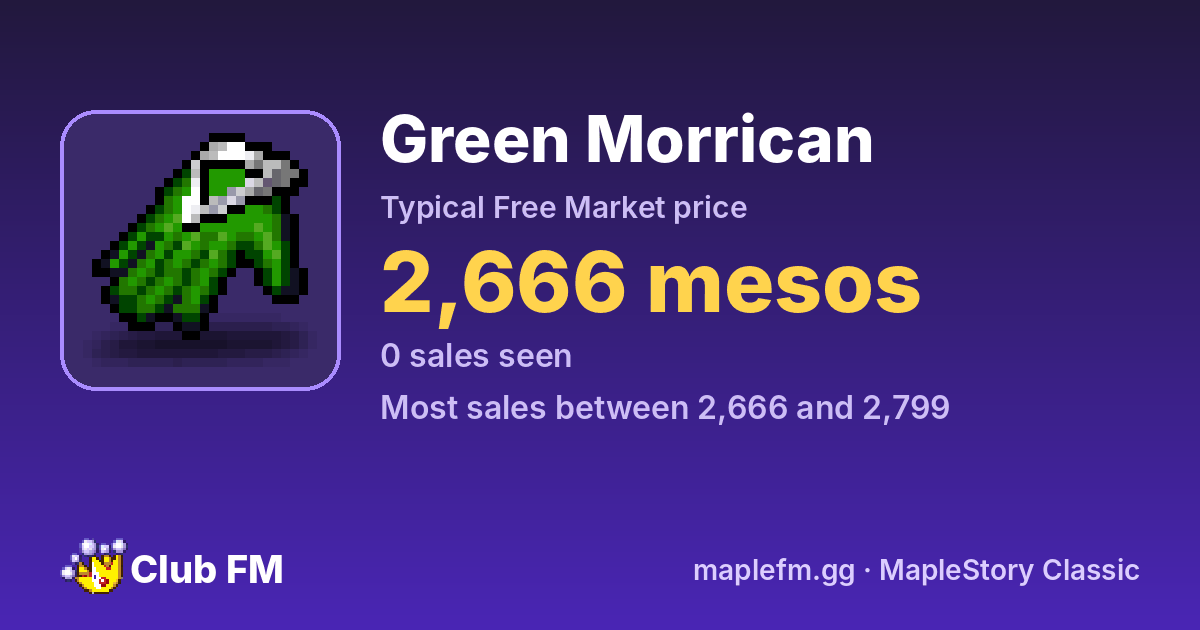 Green Morrican
Typical Free Market price
2,666 mesos
0 sales seen
Most sales between 2,666 and 2,799
Club FM
maplefm.gg · MapleStory Classic